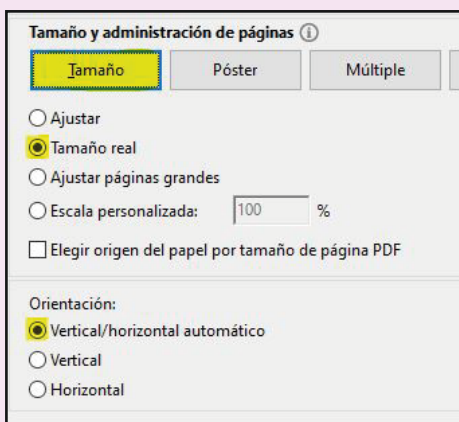 Tamaño y administración de páginas
Tamaño Póster Múltiple
Ajustar
Tamaño real
Ajustar páginas grandes
Escala personalizada: 100 %
Elegir origen del papel por tamaño de página PDF
Orientación:
Vertical/horizontal automático
Vertical
Horizontal